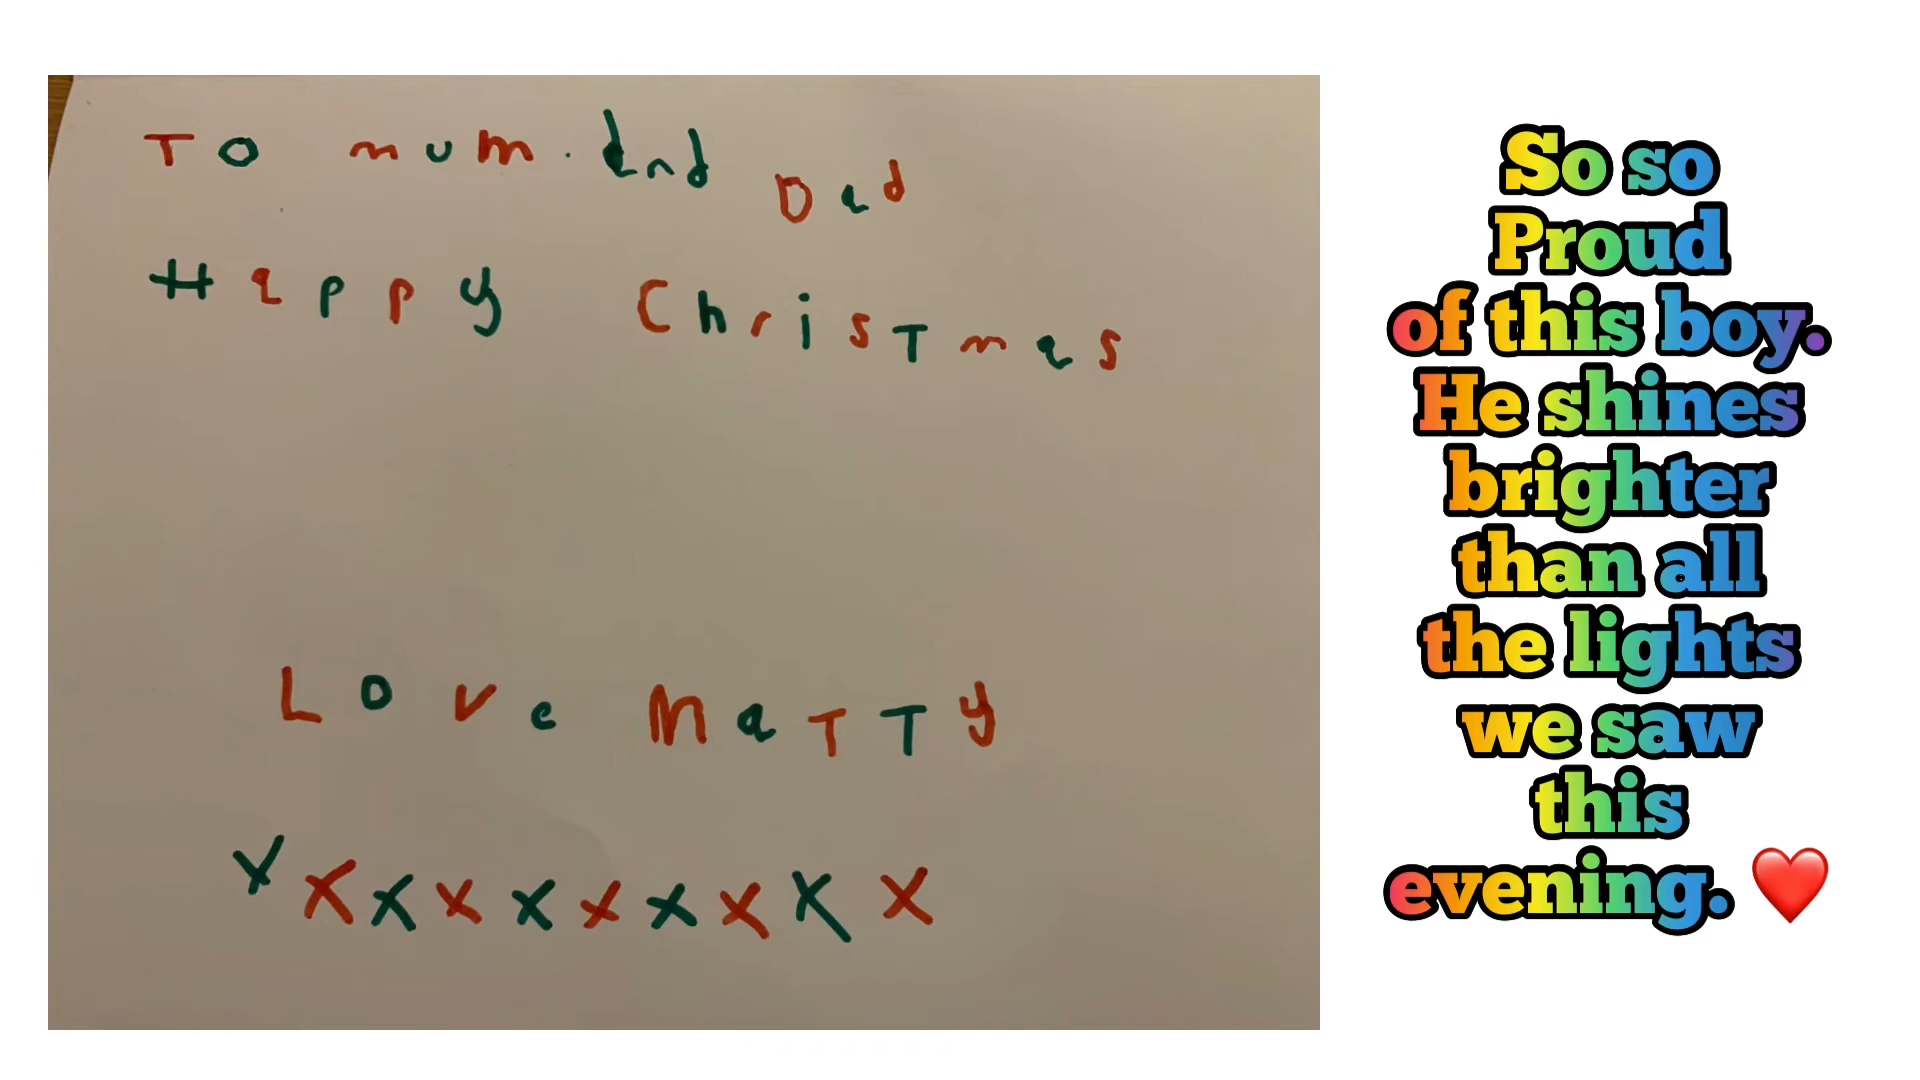 To mum. and Dad
Happy ChrisTmas
Love MaTTy
xxxxxxxxxx
So so
Proud
of this boy.
He shines
brighter
than all
the lights
we saw
this
evening. ❤️